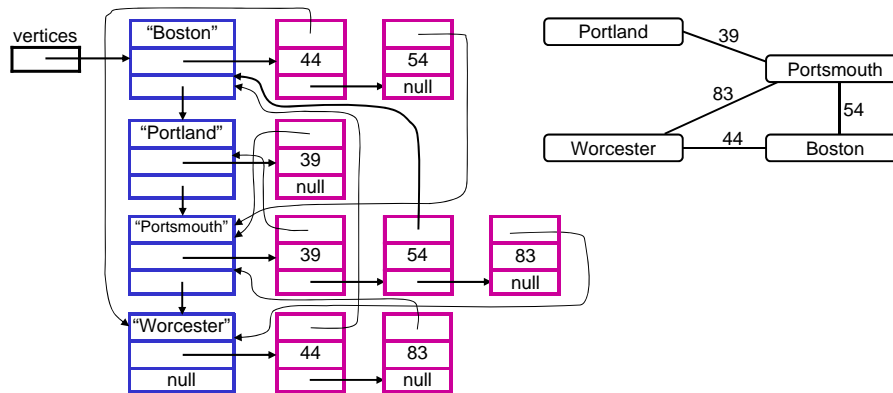 vertices
“Boston”
44
54
null
“Portland”
39
null
“Portsmouth”
39
54
83
null
“Worcester”
44
83
null
null
Portland
39
Portsmouth
83
54
Worcester
44
Boston